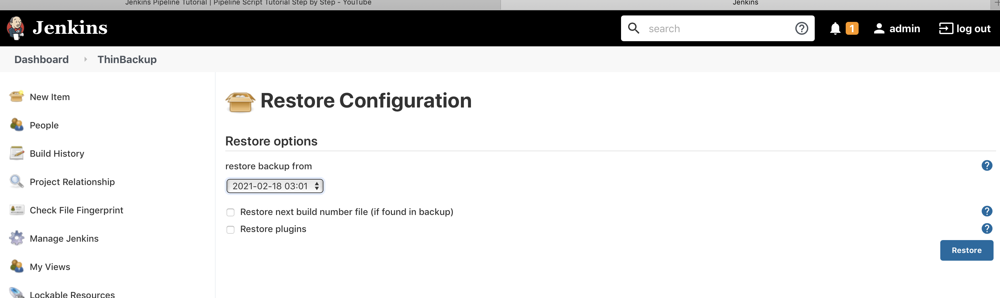 Jenkins Pipeline Tutorial | Pipeline Script Tutorial Step by Step - YouTube
Jenkins
Jenkins
search
1
admin
log out
Dashboard
ThinBackup
New Item
People
Build History
Project Relationship
Check File Fingerprint
Manage Jenkins
My Views
Lockable Resources
Restore Configuration
Restore options
restore backup from
2021-02-18 03:01
Restore next build number file (if found in backup)
Restore plugins
Restore